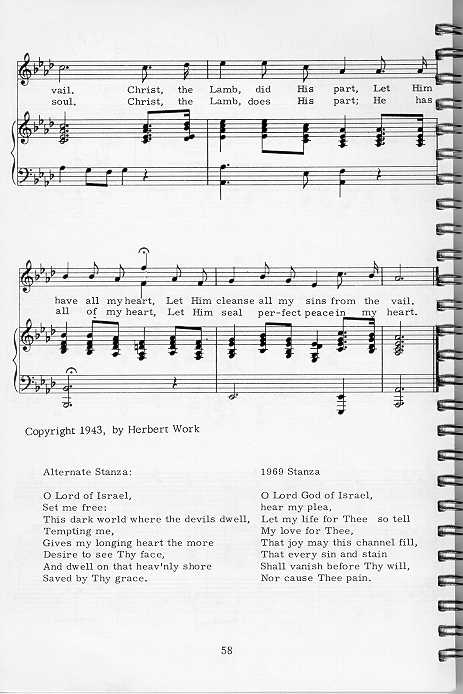 vail. Christ, the Lamb, did His part, Let Him
soul. Christ, the Lamb, does His part; He has
have all my heart, Let Him cleanse all my sins from the vail.
all of my heart, Let Him seal per-fect peace in my heart.
Copyright 1943, by Herbert Work
Alternate Stanza:
O Lord of Israel,
Set me free:
This dark world where the devils dwell,
Tempting me,
Gives my longing heart the more
Desire to see Thy face,
And dwell on that heav'nly shore
Saved by Thy grace.
1969 Stanza
O Lord God of Israel,
hear my plea,
Let my life for Thee so tell
My love for Thee,
That joy may this channel fill,
That every sin and stain
Shall vanish before Thy will,
Nor cause Thee pain.
58